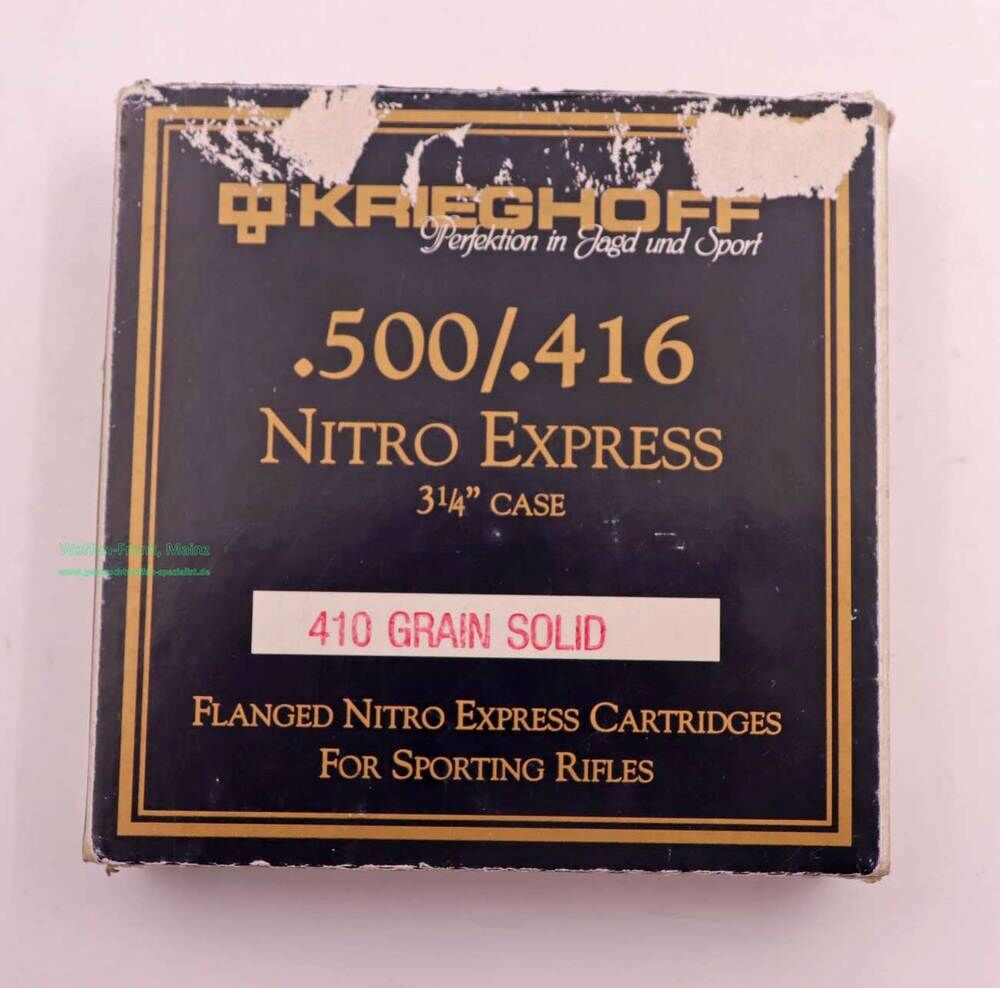 KRIEGHOFF
Perfektion in Jagd und Sport
.500/.416
NITRO EXPRESS
3¼” CASE
Mainz
410 GRAIN SOLID
FLANGED NITRO EXPRESS CARTRIDGES
FOR SPORTING RIFLES